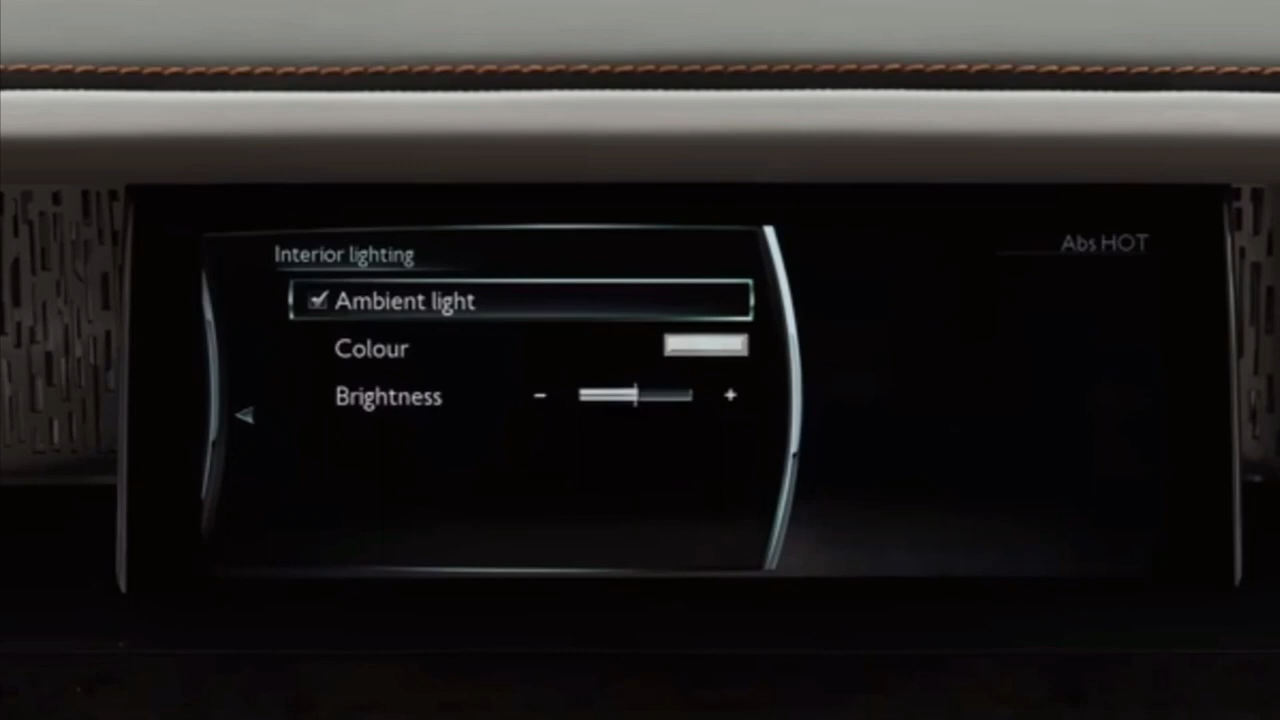 Interior lighting
Abs HOT
Ambient light
Colour
Brightness - +